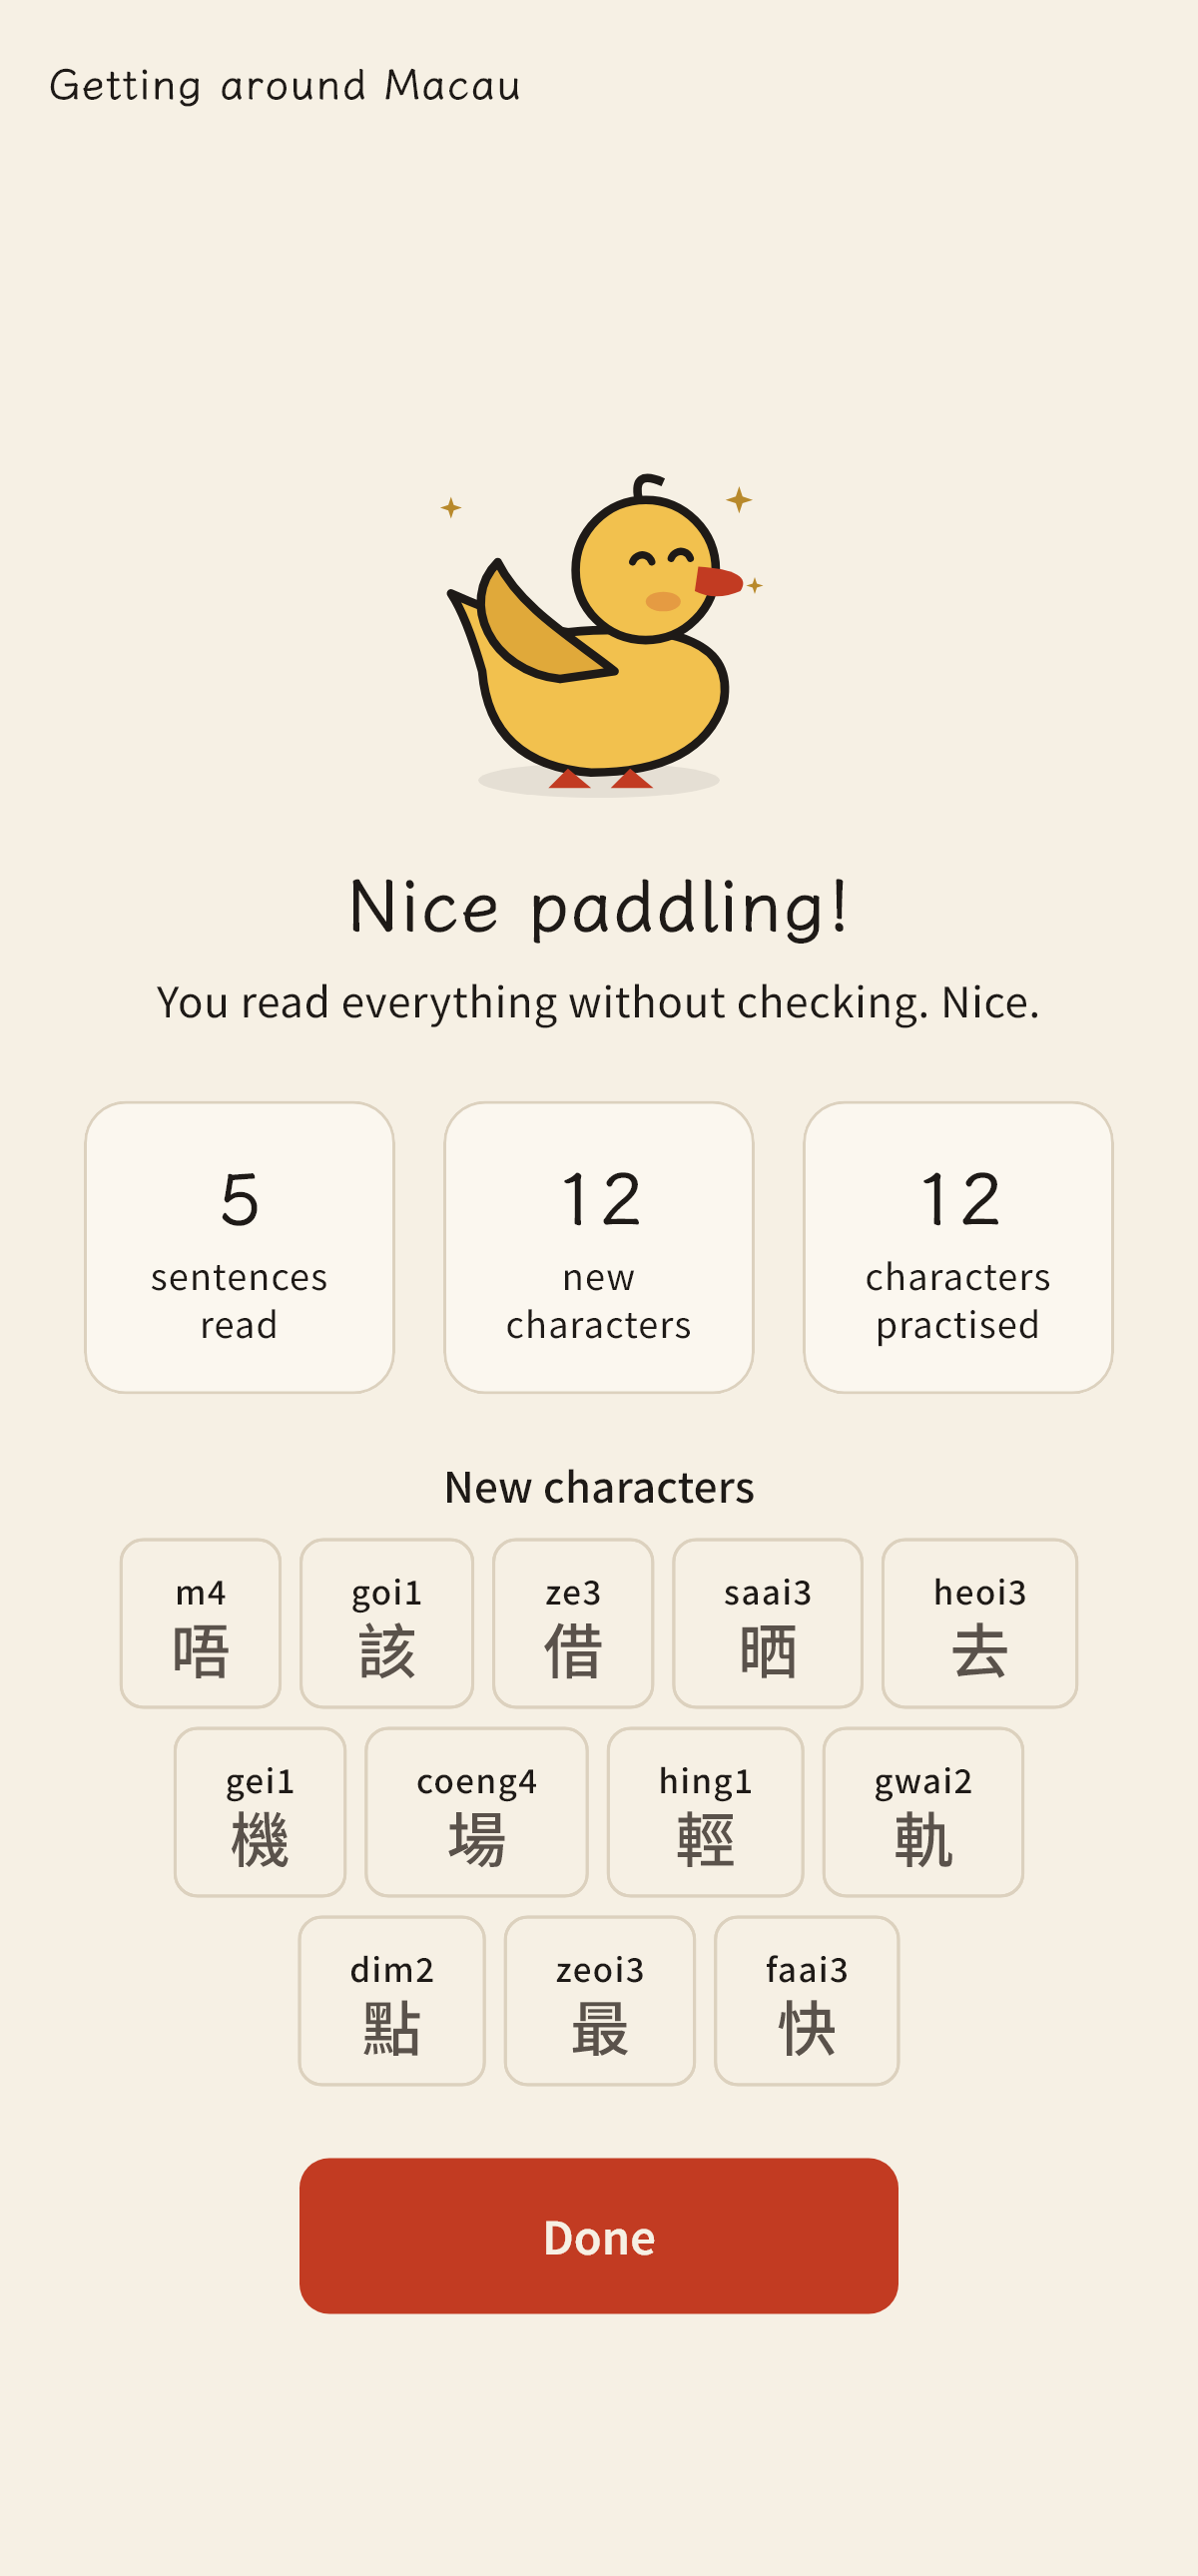 Getting around Macau
Nice paddling!
You read everything without checking. Nice.
5
sentences
read
12
new
characters
12
characters
practised
New characters
m4 goi1 ze3 saai3 heoi3
唔 該 借 晒 去
gei1 coeng4 hing1 gwai2
機 場 輕 軌
dim2 zeoi3 faai3
點 最 快
Done